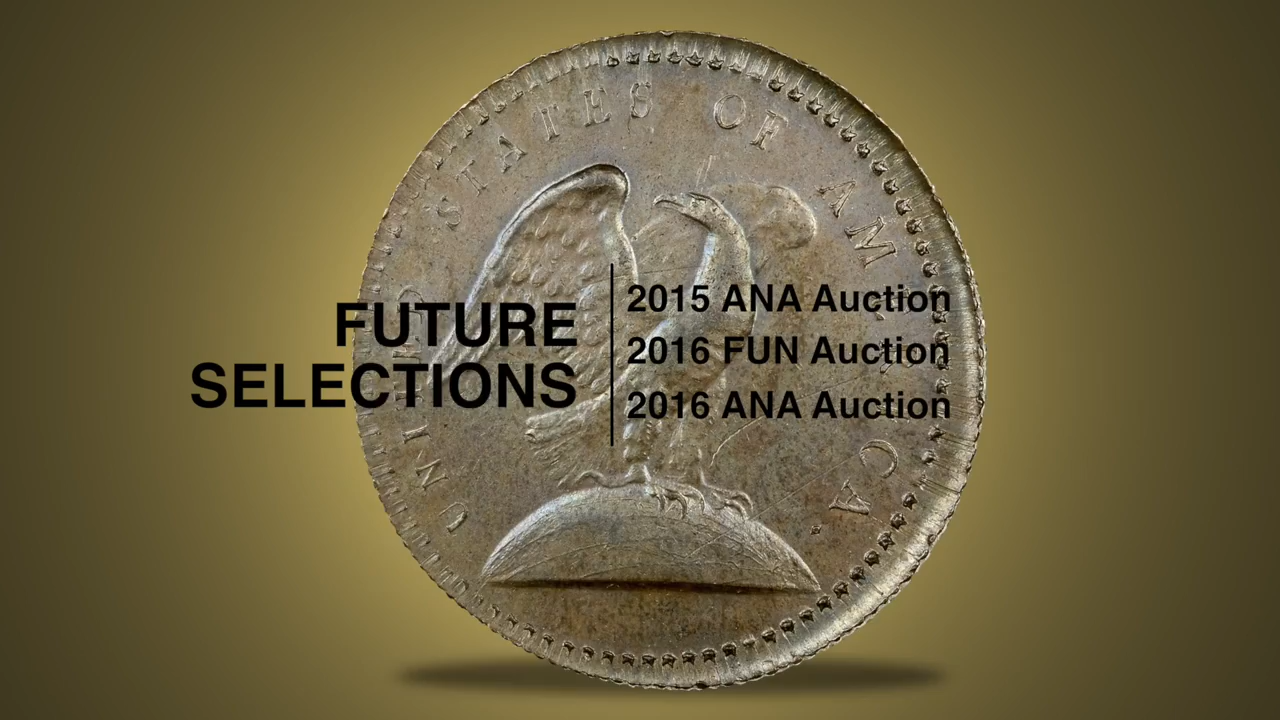 UNITED STATES OF AMERICA.
FUTURE
SELECTIONS
2015 ANA Auction
2016 FUN Auction
2016 ANA Auction